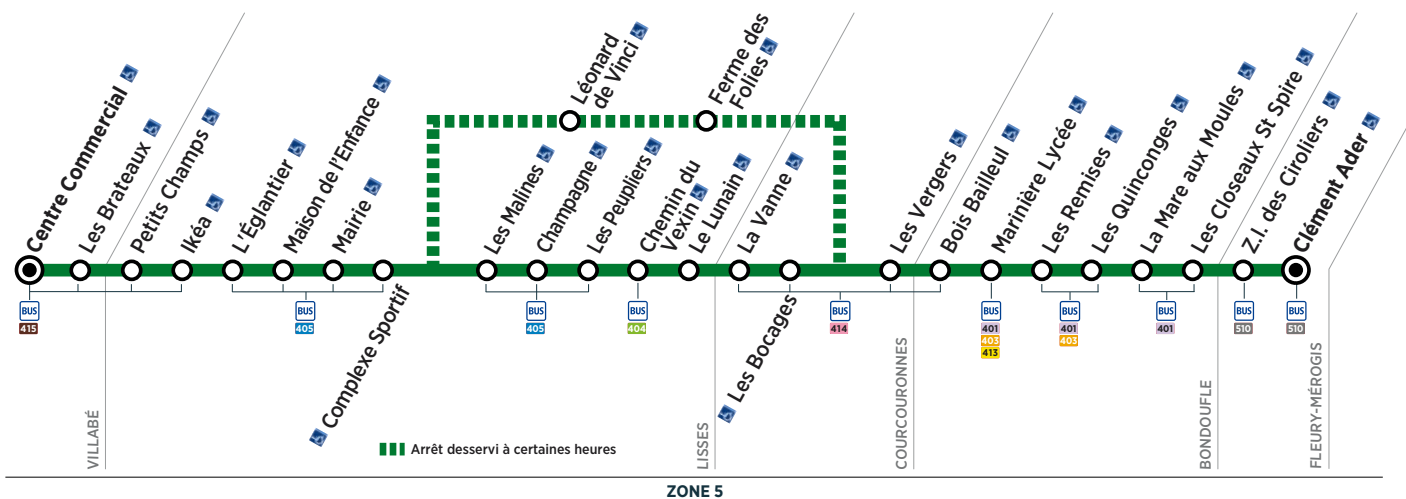 Centre Commercial
Les Brateaux
Petits Champs
Ikéa
L'Églantier
Maison de l'Enfance
Mairie
Complexe Sportif
Léonard
de Vinci
Ferme des
Folies
Les Malines
Champagne
Les Peupliers
Chemin du
Vexin
Le Lunain
La Vanne
Les Bocages
Les Vergers
Bois Bailleul
Marinière Lycée
Les Remises
Les Quinconges
La Mare aux Moules
Les Closeaux St Spire
Z.I. des Ciroliers
Clément Ader
BUS
415
BUS
405
BUS
405
BUS
404
BUS
414
BUS
401
403
413
BUS
401
403
BUS
401
BUS
510
BUS
510
VILLABÉ
LISSES
COURCOURONNES
BONDOUFLE
FLEURY-MÉROGIS
Arrêt desservi à certaines heures
ZONE 5